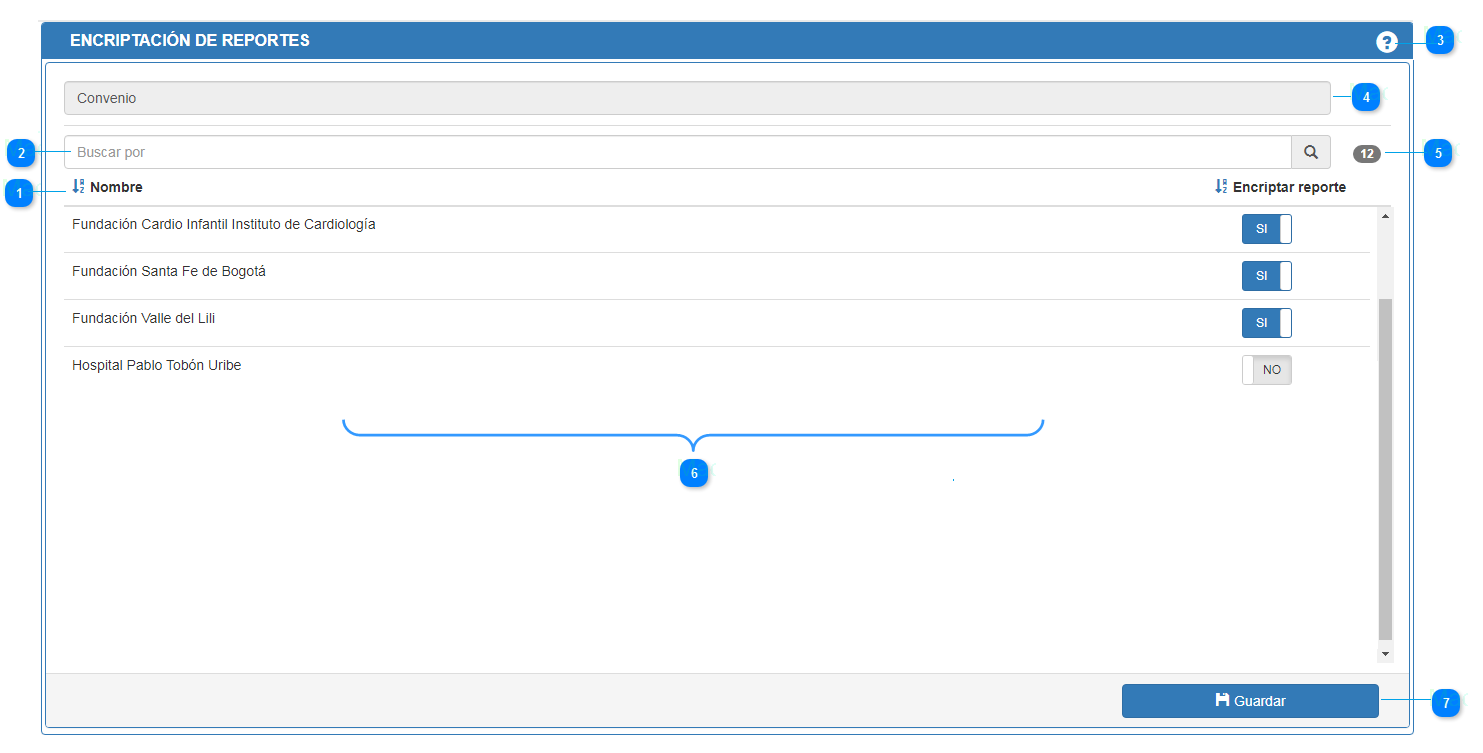 ENCRIPTACIÓN DE REPORTES
?
3
Convenio
4
2
Buscar por
12
5
1
Nombre
Encriptar reporte
Fundación Cardio Infantil Instituto de Cardiología
SI
Fundación Santa Fe de Bogotá
SI
Fundación Valle del Lili
SI
Hospital Pablo Tobón Uribe
NO
6
Guardar
7